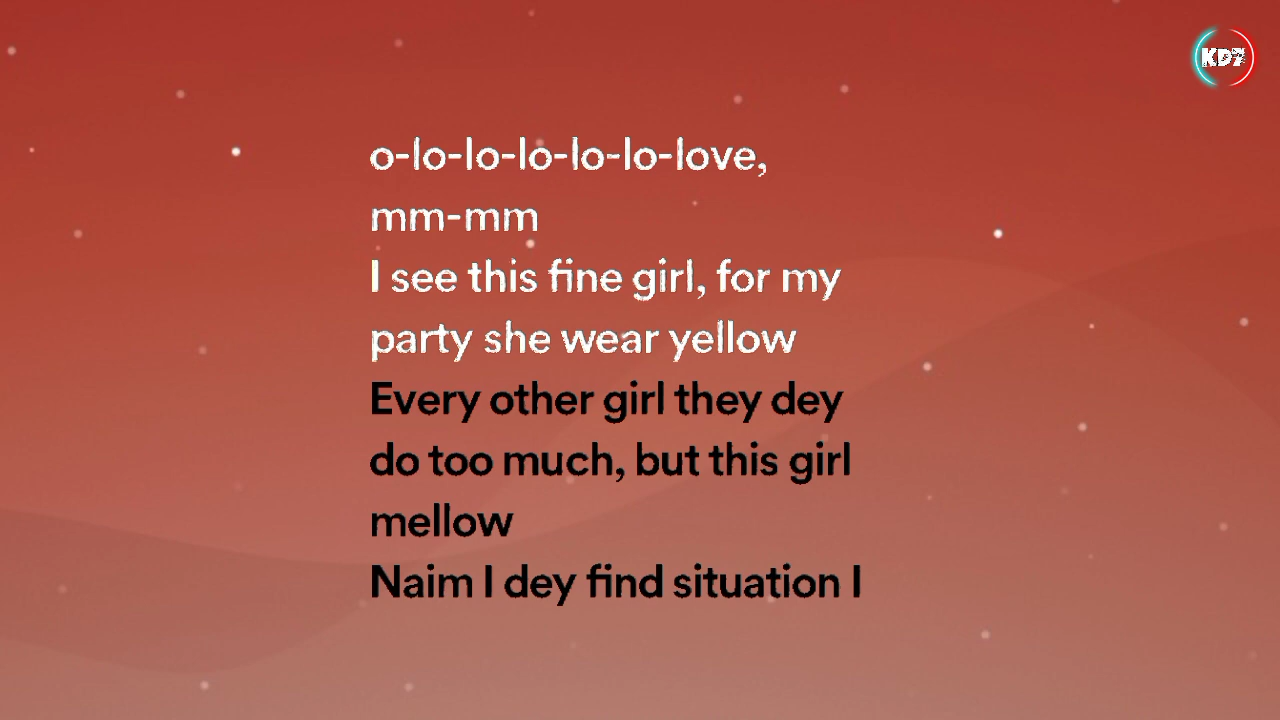 KD7
o-lo-lo-lo-lo-lo-love,
mm-mm
I see this fine girl, for my
party she wear yellow
Every other girl they dey
do too much, but this girl
mellow
Naim I dey find situation I